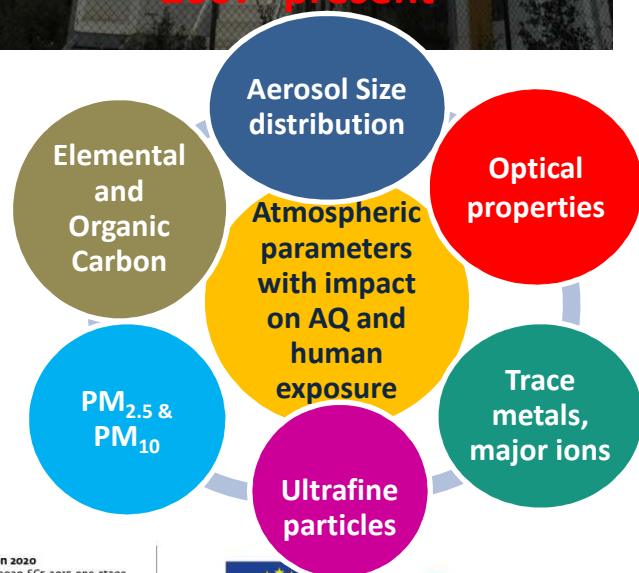 present
Aerosol Size
distribution
Optical
properties
Trace
metals,
major ions
Ultrafine
particles
PM2.5 &
PM10
Elemental
and
Organic
Carbon
Atmospheric
parameters
with impact
on AQ and
human
exposure
2020